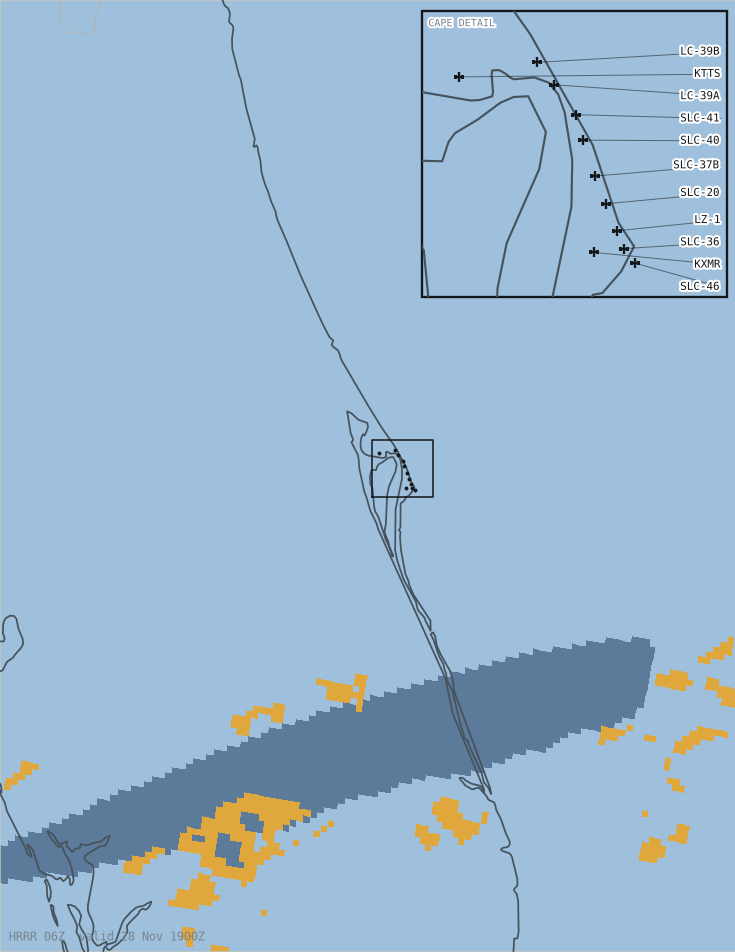 CAPE DETAIL
LC-39B
KTTS
LC-39A
SLC-41
SLC-40
SLC-37B
SLC-20
LZ-1
SLC-36
KXMR
SLC-46
HRRR 06Z  valid 28 Nov 1900Z